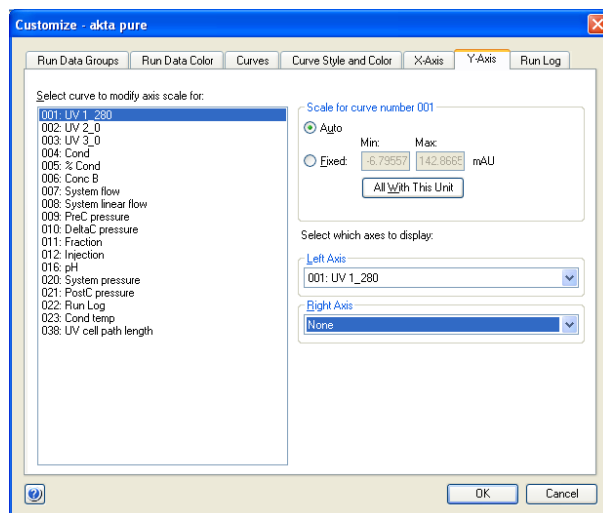 Customize - akta pure
Run Data Groups Run Data Color Curves Curve Style and Color X-Axis Y-Axis Run Log
Select curve to modify axis scale for:
001: UV 1_280
002: UV 2_0
003: UV 3_0
004: Cond
005: % Cond
006: Conc B
007: System flow
008: System linear flow
009: PreC pressure
010: DeltaC pressure
011: Fraction
012: Injection
016: pH
020: System pressure
021: PostC pressure
022: Run Log
023: Cond temp
038: UV cell path length
Scale for curve number 001
Auto
Min: Max:
Fixed: -6.79557 142.8665 mAU
All With This Unit
Select which axes to display:
Left Axis
001: UV 1_280
Right Axis
None
?
OK Cancel